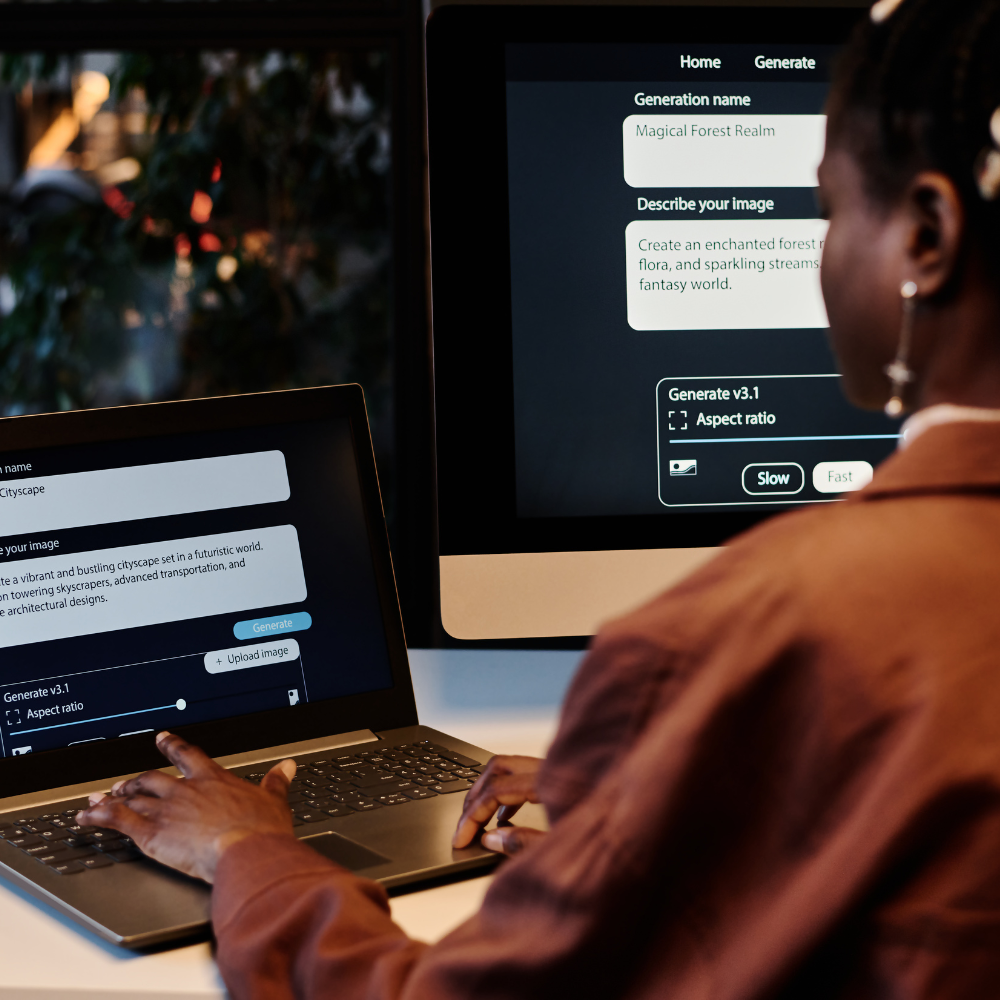 Home Generate
Generation name
Magical Forest Realm
Describe your image
Create an enchanted forest
flora, and sparkling streams.
fantasy world.
Generate v3.1
Aspect ratio
Slow Fast
name
Cityscape
your image
a vibrant and bustling cityscape set in a futuristic world.
towering skyscrapers, advanced transportation, and
architectural designs.
Generate
+ Upload image
Generate v3.1
Aspect ratio